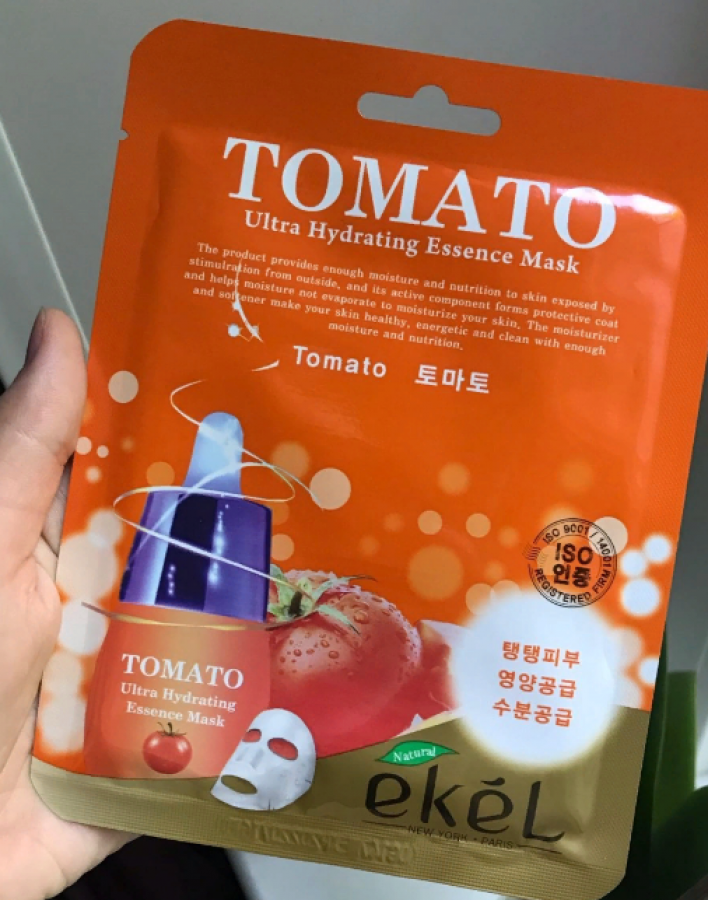 TOMATO
Ultra Hydrating Essence Mask
The product provides enough moisture and nutrition to skin exposed by
stimulration from outside, and its active component forms protective coat
and helps moisture not evaporate to moisturize your skin. The moisturizer
and softener make your skin healthy, energetic and clean with enough
moisture and nutrition.
Tomato 토마토
ISO 9001 / 1400
ISO
인증
REGISTERED FIRM
탱탱피부
영양공급
수분공급
TOMATO
Ultra Hydrating
Essence Mask
Natural
ekéL
NEW YORK • PARIS